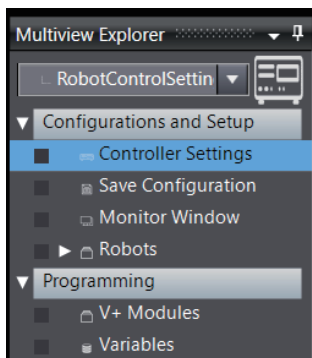 Multiview Explorer
RobotControlSettin
Configurations and Setup
Controller Settings
Save Configuration
Monitor Window
Robots
Programming
V+ Modules
Variables